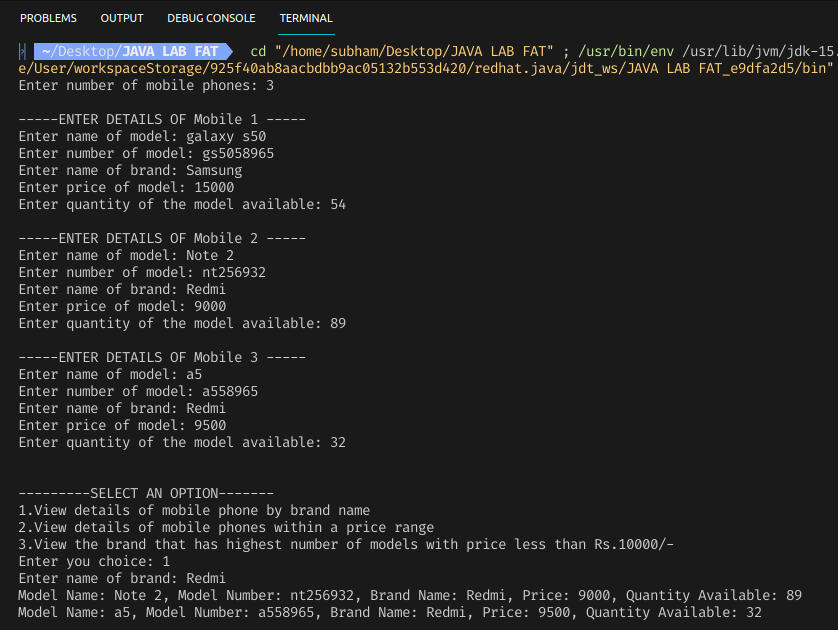 PROBLEMS OUTPUT DEBUG CONSOLE TERMINAL
~/Desktop/JAVA LAB FAT cd "/home/subham/Desktop/JAVA LAB FAT" ; /usr/bin/env /usr/lib/jvm/jdk-15.
e/User/workspaceStorage/925f40ab8aacbdbb9ac05132b553d420/redhat.java/jdt_ws/JAVA LAB FAT_e9dfa2d5/bin"
Enter number of mobile phones: 3
-----ENTER DETAILS OF Mobile 1 -----
Enter name of model: galaxy s50
Enter number of model: gs5058965
Enter name of brand: Samsung
Enter price of model: 15000
Enter quantity of the model available: 54
-----ENTER DETAILS OF Mobile 2 -----
Enter name of model: Note 2
Enter number of model: nt256932
Enter name of brand: Redmi
Enter price of model: 9000
Enter quantity of the model available: 89
-----ENTER DETAILS OF Mobile 3 -----
Enter name of model: a5
Enter number of model: a558965
Enter name of brand: Redmi
Enter price of model: 9500
Enter quantity of the model available: 32
---------SELECT AN OPTION-------
1.View details of mobile phone by brand name
2.View details of mobile phones within a price range
3.View the brand that has highest number of models with price less than Rs.10000/-
Enter you choice: 1
Enter name of brand: Redmi
Model Name: Note 2, Model Number: nt256932, Brand Name: Redmi, Price: 9000, Quantity Available: 89
Model Name: a5, Model Number: a558965, Brand Name: Redmi, Price: 9500, Quantity Available: 32